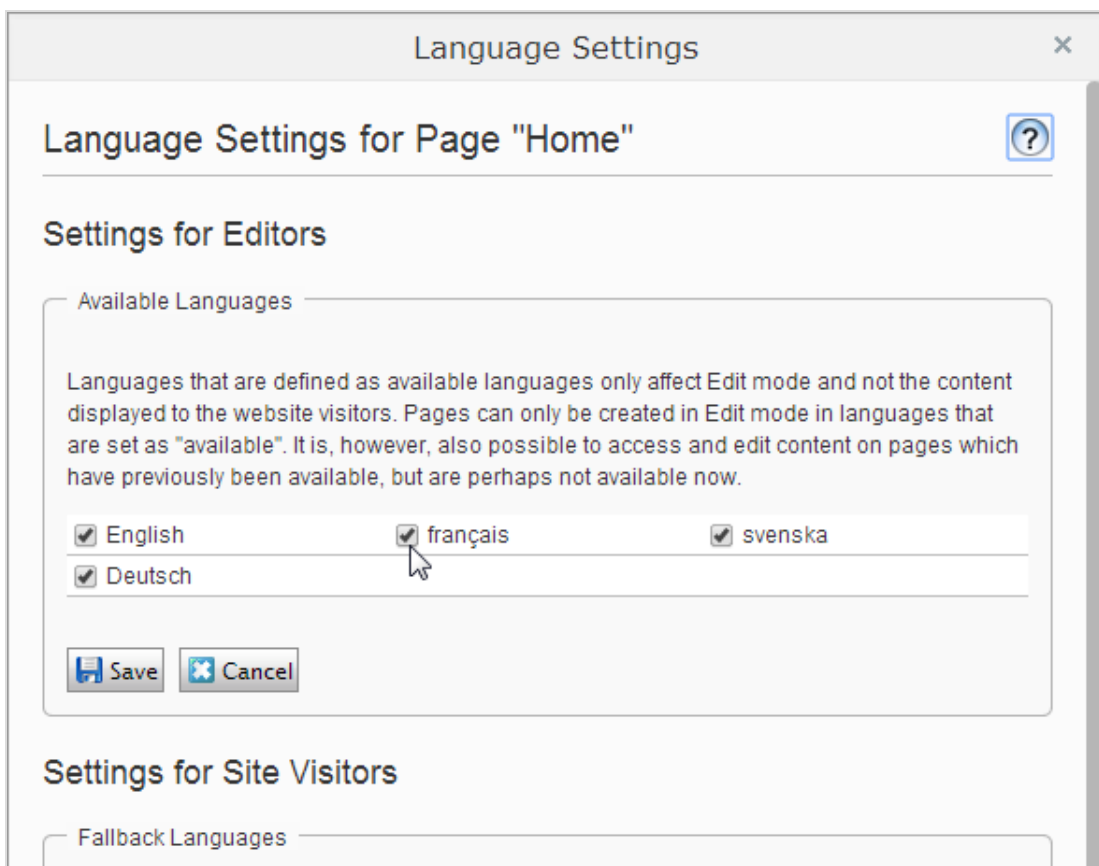 Language Settings
Language Settings for Page "Home"
Settings for Editors
Available Languages
Languages that are defined as available languages only affect Edit mode and not the content
displayed to the website visitors. Pages can only be created in Edit mode in languages that
are set as "available". It is, however, also possible to access and edit content on pages which
have previously been available, but are perhaps not available now.
English français svenska
Deutsch
Save Cancel
Settings for Site Visitors
Fallback Languages